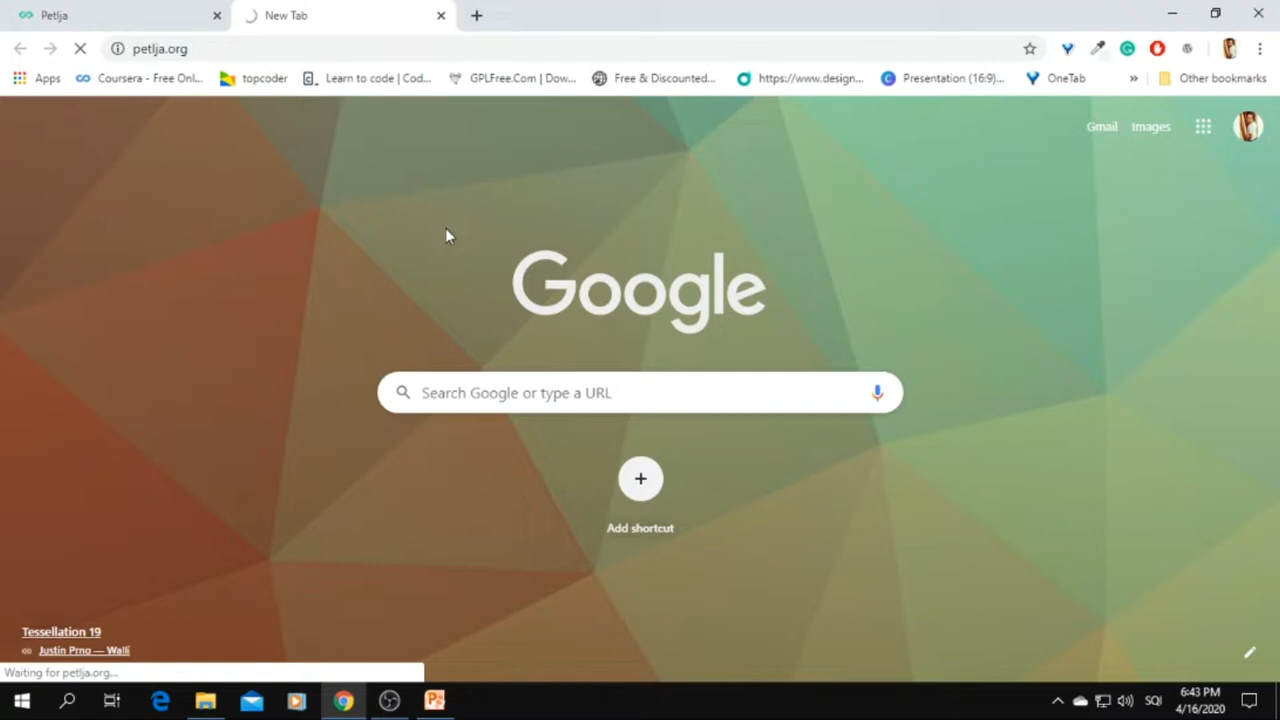 Petlja
New Tab
petlja.org
Apps
Coursera - Free Onl...
topcoder
Learn to code | Cod...
GPLFree.Com | Dow...
Free & Discounted...
https://www.design...
Presentation (16:9)...
OneTab
»
Other bookmarks
Gmail
Images
Google
Search Google or type a URL
Add shortcut
Tessellation 19
Justin Prno — Walli
Waiting for petlja.org...
SQI
6:43 PM
4/16/2020